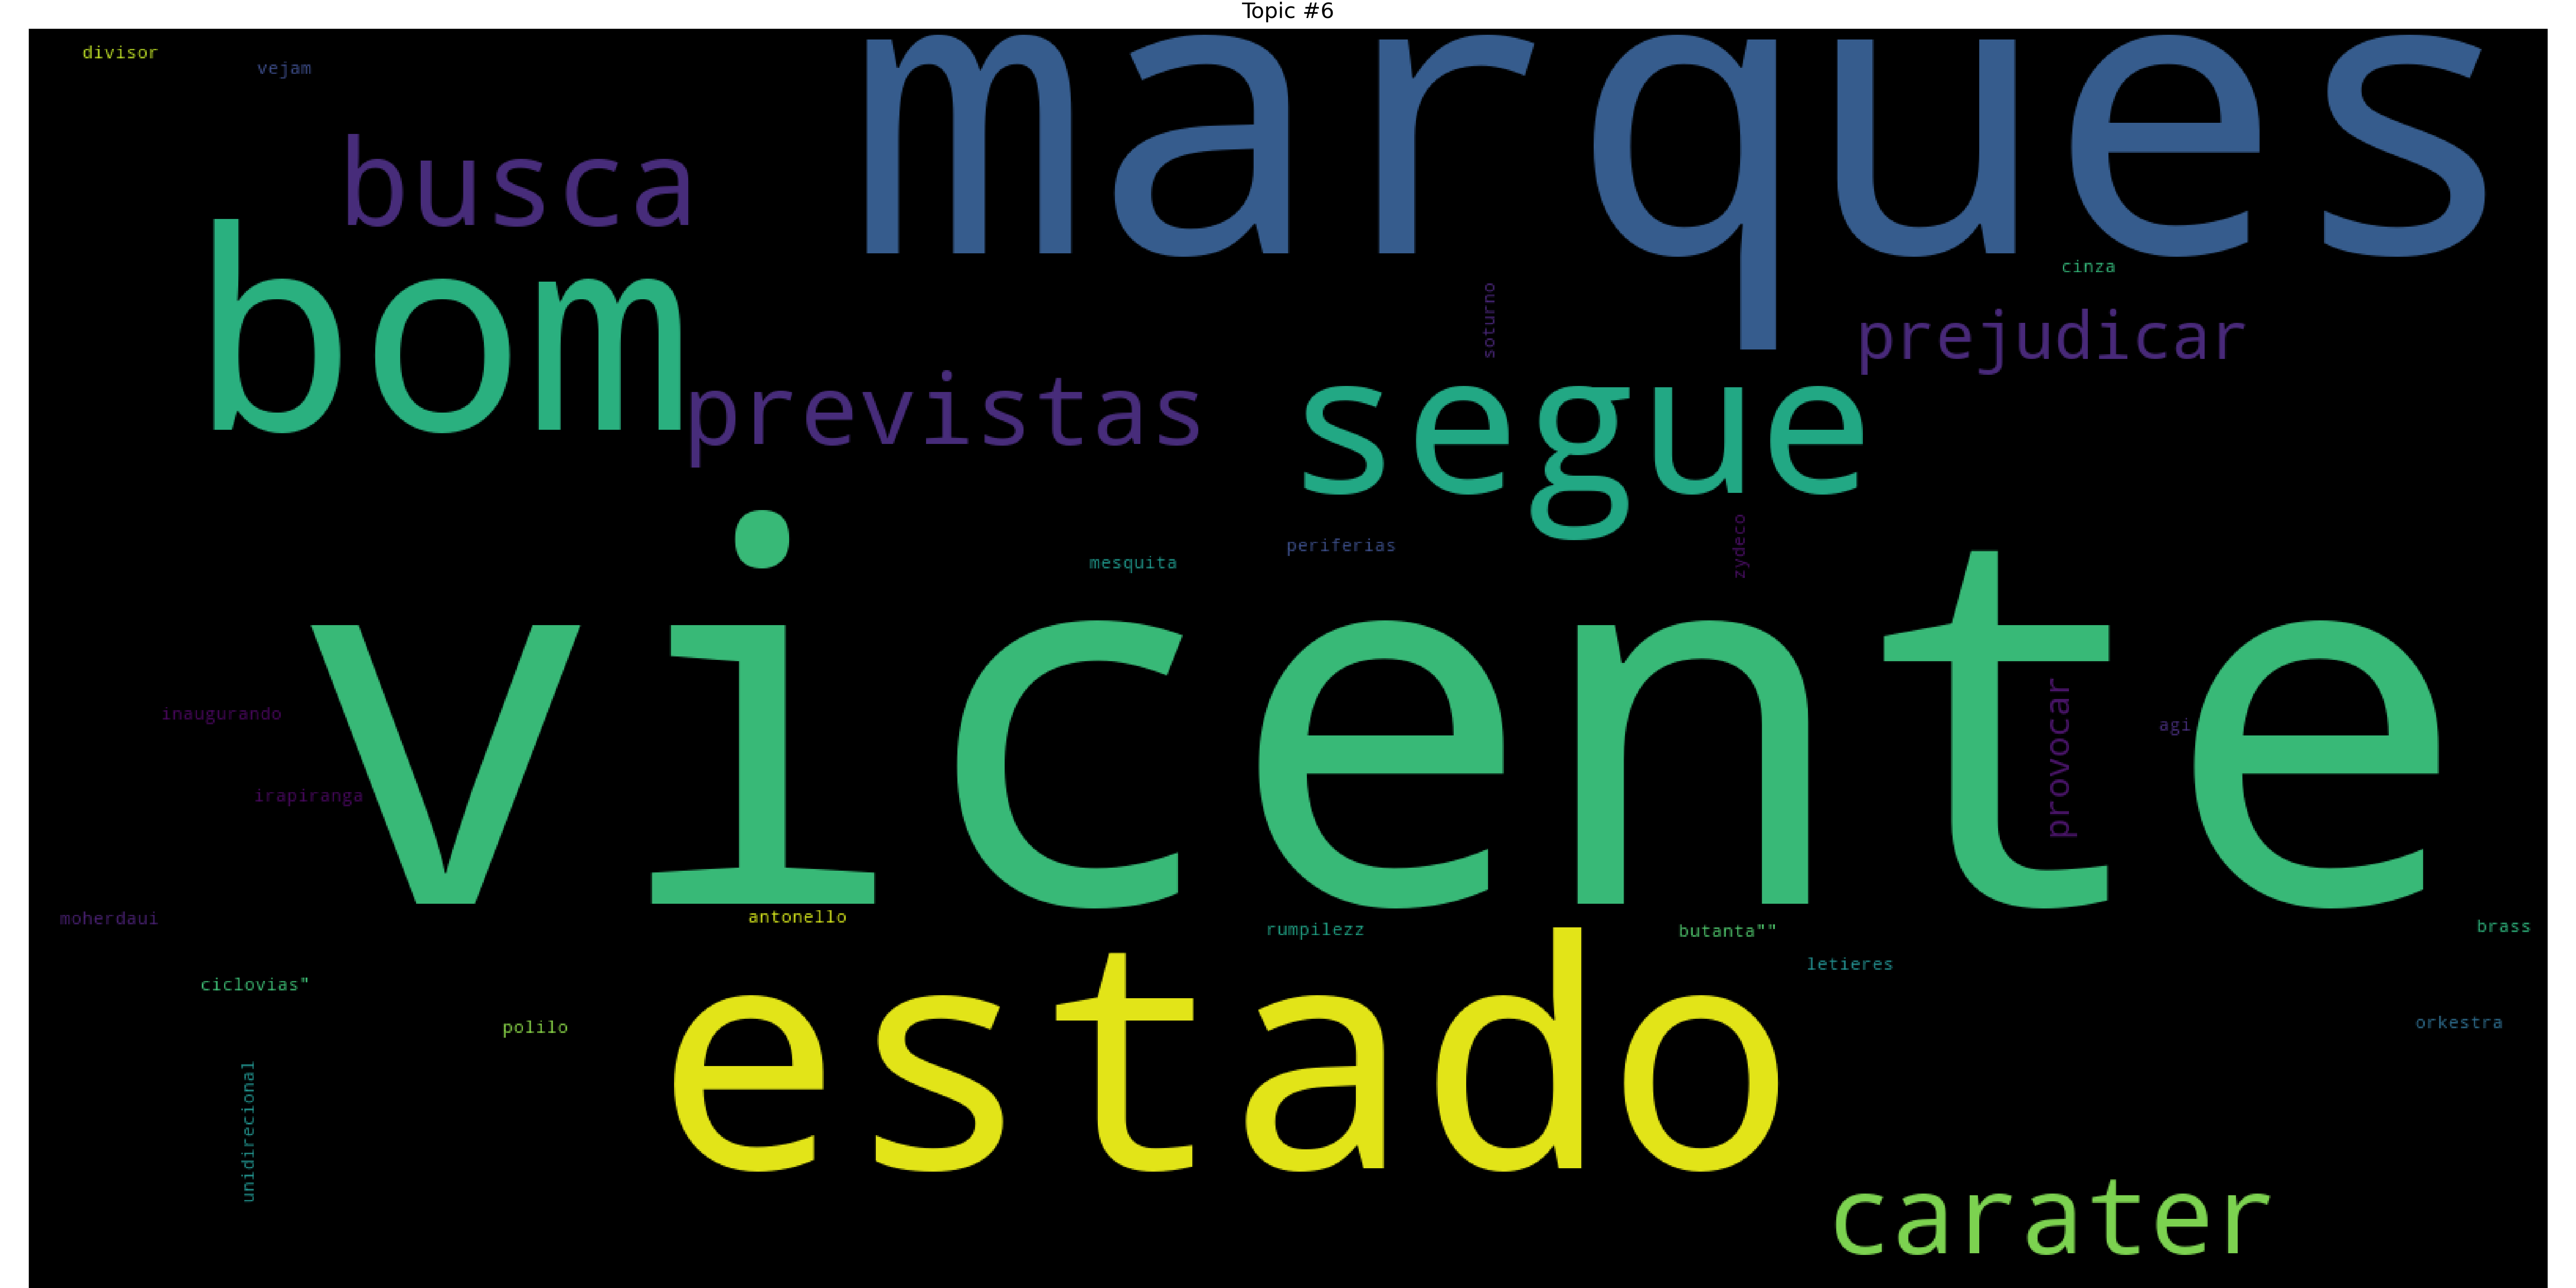 Topic #6
divisor
vejam
marques
busca
bom
cinza
soturno
prejudicar
previstas
segue
zydeco
periferias
mesquita
vicente
provocar
inaugurando
agi
irapiranga
moherdaui
antonello
rumpilezz
butanta""
brass
letieres
ciclovias"
estado
polilo
orkestra
unidirecional
carater